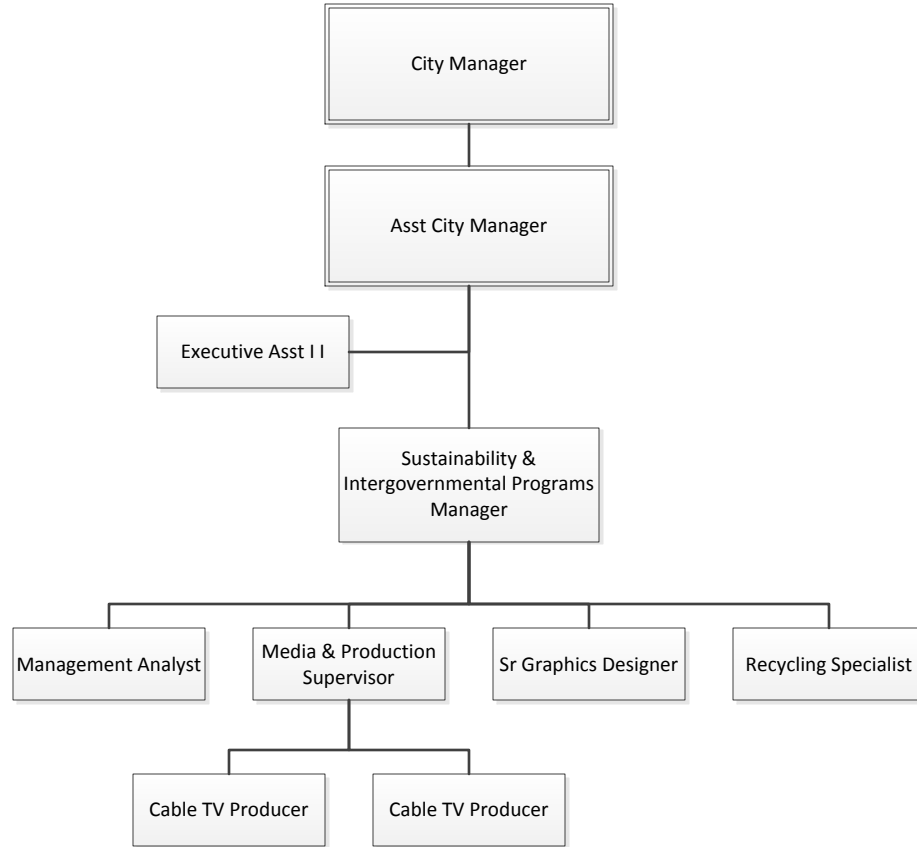 City Manager
Asst City Manager
Executive Asst I I
Sustainability &
Intergovernmental Programs
Manager
Management Analyst
Media & Production
Supervisor
Sr Graphics Designer
Recycling Specialist
Cable TV Producer
Cable TV Producer